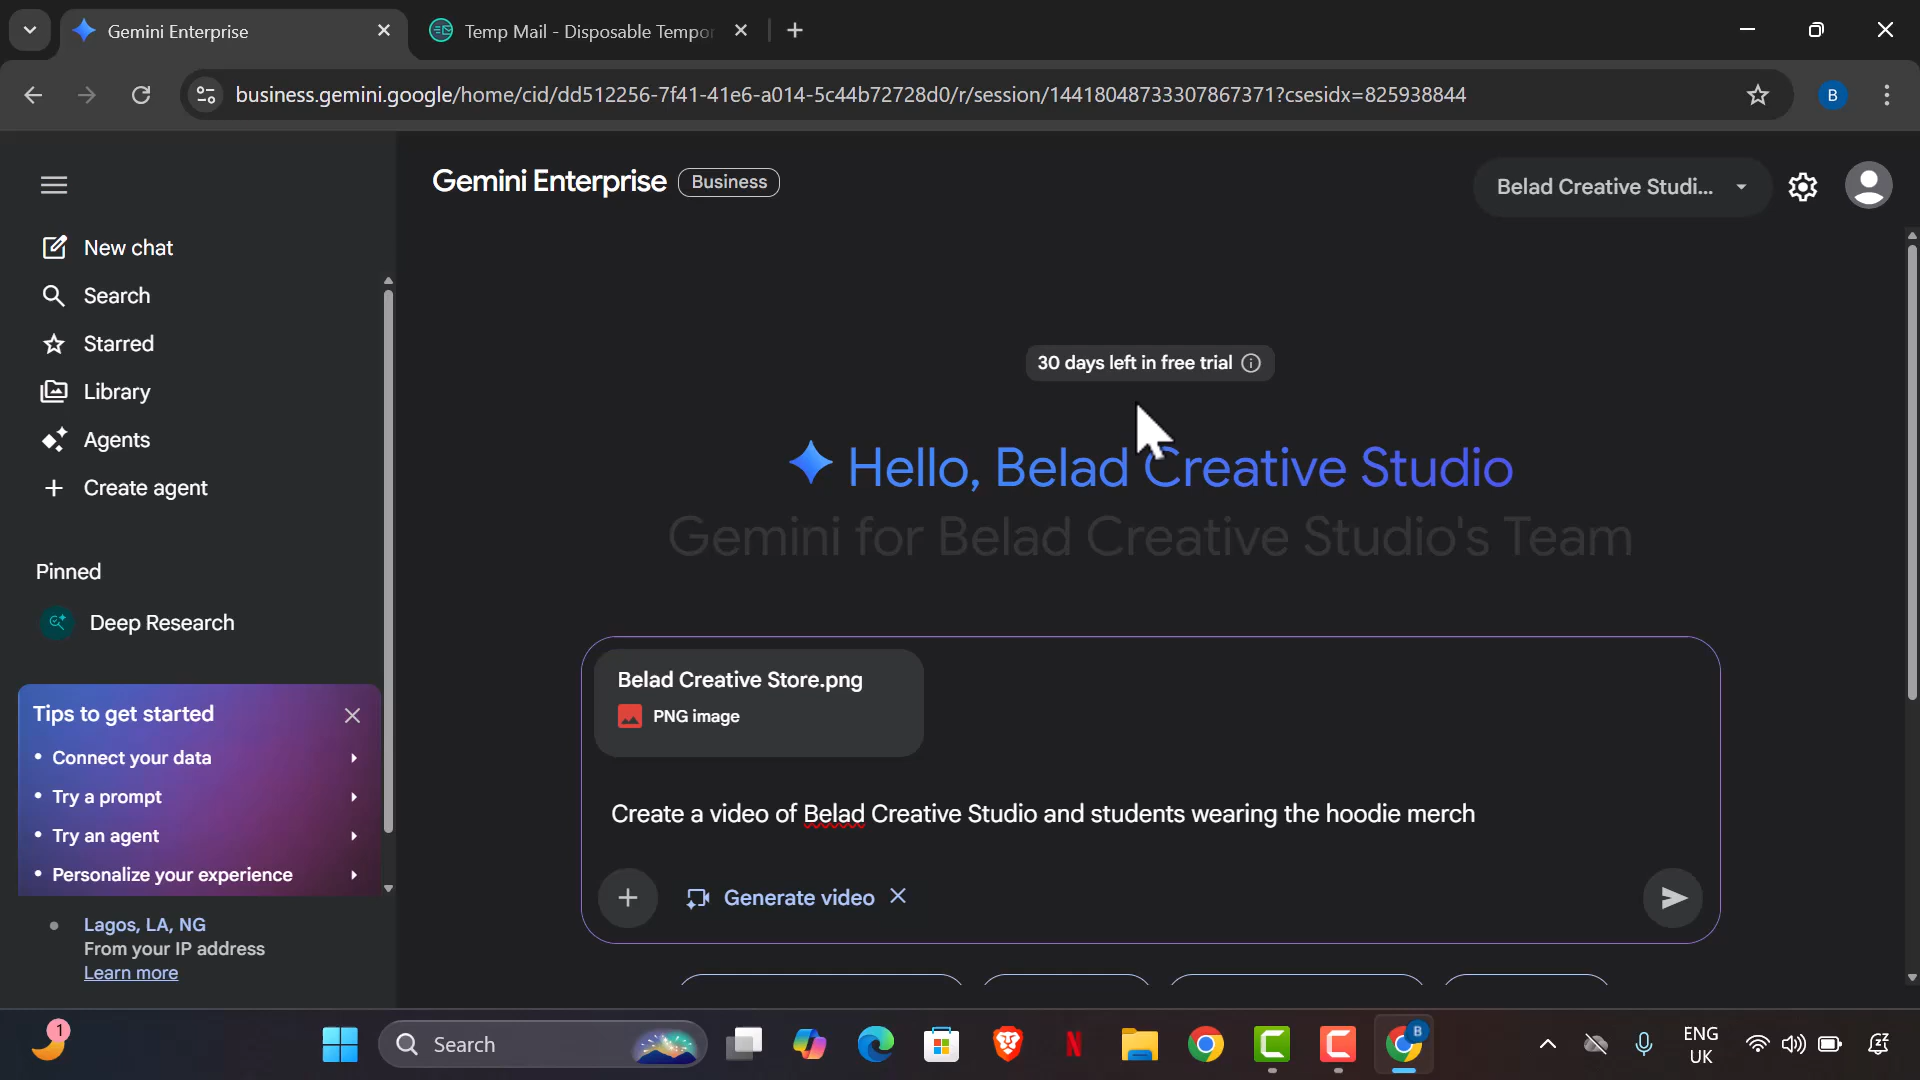 Gemini Enterprise
Temp Mail - Disposable Tempor
business.gemini.google/home/cid/dd512256-7f41-41e6-a014-5c44b72728d0/r/session/14418048733307867371?csesidx=825938844
B
Gemini Enterprise
Business
Belad Creative Studi...
New chat
Search
Starred
Library
Agents
Create agent
Pinned
Deep Research
Tips to get started
• Connect your data
• Try a prompt
• Try an agent
• Personalize your experience
Lagos, LA, NG
From your IP address
Learn more
30 days left in free trial
Hello, Belad Creative Studio
Gemini for Belad Creative Studio's Team
Belad Creative Store.png
PNG image
Create a video of Belad Creative Studio and students wearing the hoodie merch
Generate video
1
Search
N
B
ENG
UK